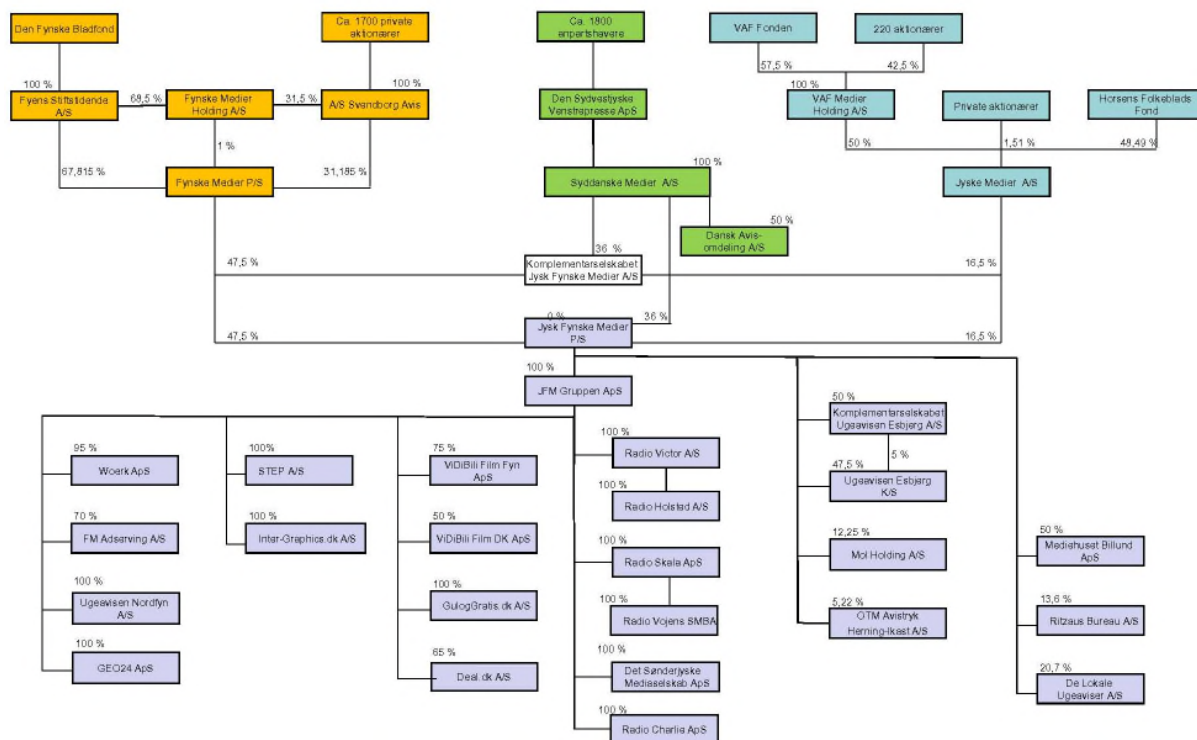 Den Fynske Bladfond
Ca. 1700 private
aktionærer
Ca. 1800
anpartshavere
VAF Fonden
220 aktionærer
100 %
100 %
57,5 %
42,5 %
Fyens Stiftstidende
A/S
68,5 %
Fynske Medier
Holding A/S
31,5 %
A/S Svendborg Avis
Den Sydvestjyske
Venstrepresse ApS
100 %
VAF Medier
Holding A/S
Private aktionærer
Horsens Folkeblads
Fond
67,815 %
1 %
31,185 %
50 %
1,51 %
48,49 %
Fynske Medier P/S
100 %
Syddanske Medier A/S
Jyske Medier A/S
50 %
Dansk Avis-
omdeling A/S
36 %
47,5 %
Komplementarselskabet
Jysk Fynske Medier A/S
16,5 %
0 %
36 %
47,5 %
Jysk Fynske Medier
P/S
16,5 %
100 %
JFM Gruppen ApS
95 %
Woerk ApS
70 %
FM Adserving A/S
100 %
Ugeavisen Nordfyn
A/S
100 %
GEO24 ApS
100%
STEP A/S
100 %
Inter-Graphics.dk A/S
75 %
ViDiBili Film Fyn
ApS
50 %
ViDiBili Film DK ApS
100 %
GulogGratis.dk A/S
65 %
Deal.dk A/S
100 %
Radio Victor A/S
100 %
Radio Holstad A/S
100 %
Radio Skala ApS
100 %
Radio Vojens SMBA
100 %
Det Sønderjyske
Mediaselskab ApS
100 %
Radio Charlie ApS
50 %
Komplementarselskabet
Ugeavisen Esbjerg A/S
5 %
47,5 %
Ugeavisen Esbjerg
K/S
12,25 %
Mol Holding A/S
5,22 %
OTM Avistryk
Herning-Ikast A/S
50 %
Mediehuset Billund
ApS
13,6 %
Ritzaus Bureau A/S
20,7 %
De Lokale
Ugeaviser A/S